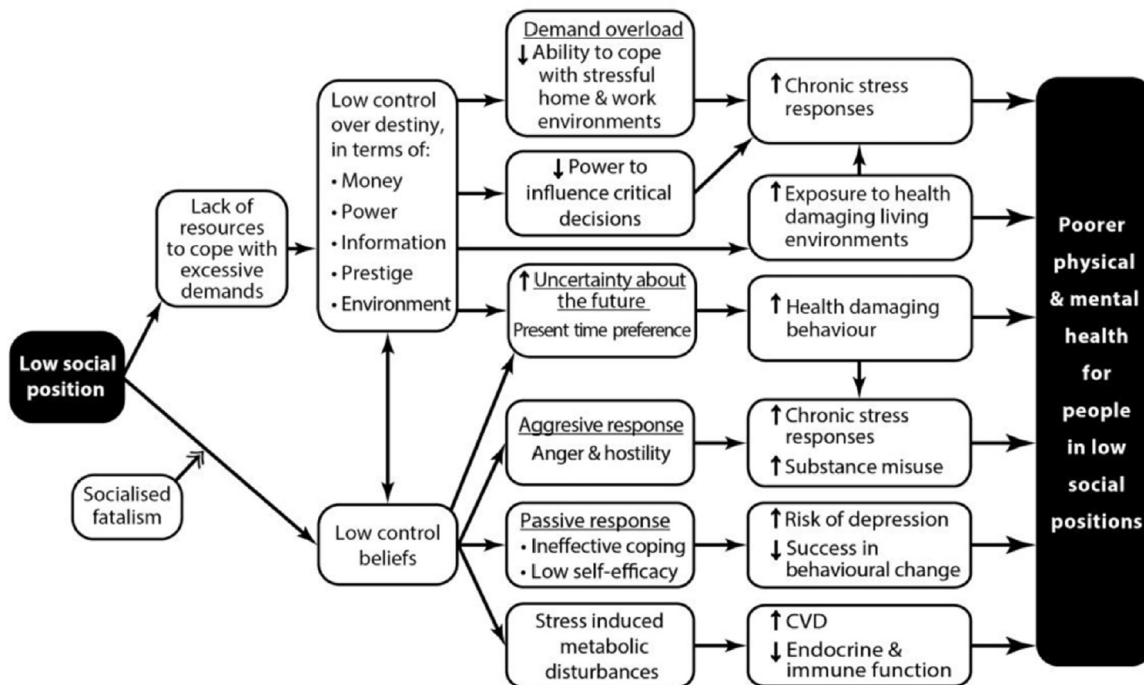 Low social
position
Lack of
resources
to cope with
excessive
demands
Socialised
fatalism
Low control
over destiny,
in terms of:
• Money
• Power
• Information
• Prestige
• Environment
Low control
beliefs
Demand overload
↓ Ability to cope
with stressful
home & work
environments
↓ Power to
influence critical
decisions
↑ Uncertainty about
the future
Present time preference
Aggresive response
Anger & hostility
Passive response
• Ineffective coping
• Low self-efficacy
Stress induced
metabolic
disturbances
↑ Chronic stress
responses
↑ Exposure to health
damaging living
environments
↑ Health damaging
behaviour
↑ Chronic stress
responses
↑ Substance misuse
↑ Risk of depression
↓ Success in
behavioural change
↑ CVD
↓ Endocrine &
immune function
Poorer
physical
& mental
health
for
people
in low
social
positions